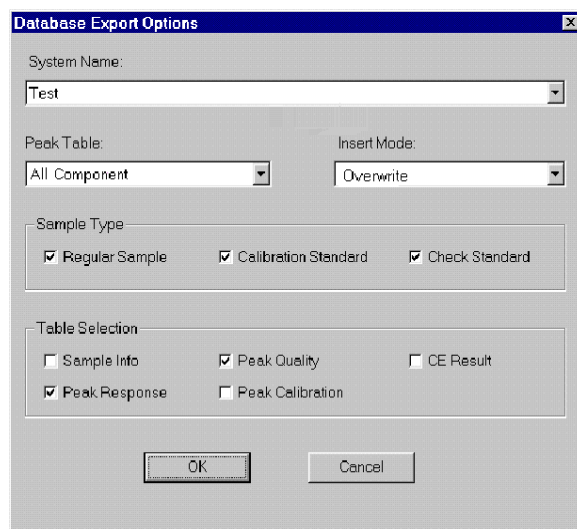 Database Export Options
System Name:
Test
Peak Table:
Insert Mode:
All Component
Overwrite
Sample Type
Regular Sample
Calibration Standard
Check Standard
Table Selection
Sample Info
Peak Quality
CE Result
Peak Response
Peak Calibration
OK
Cancel